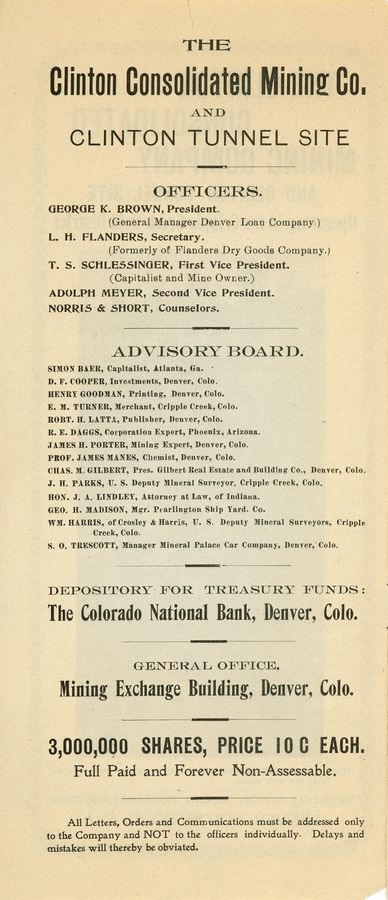 THE
Clinton Consolidated Mining Co.
AND
CLINTON TUNNEL SITE
OFFICERS.
GEORGE K. BROWN, President.
(General Manager Denver Loan Company.)
L. H. FLANDERS, Secretary.
(Formerly of Flanders Dry Goods Company.)
T. S. SCHLESSINGER, First Vice President.
(Capitalist and Mine Owner.)
ADOLPH MEYER, Second Vice President.
NORRIS & SHORT, Counselors.
ADVISORY BOARD.
SIMON BAER, Capitalist, Atlanta, Ga.
D. F. COOPER, Investments, Denver, Colo.
HENRY GOODMAN, Printing, Denver, Colo.
E. M. TURNER, Merchant, Cripple Creek, Colo.
ROBT. H. LATTA, Publisher, Denver, Colo.
R. E. DAGGS, Corporation Expert, Phoenix, Arizona.
JAMES H. PORTER, Mining Expert, Denver, Colo.
PROF. JAMES MANES, Chemist, Denver, Colo.
CHAS. M. GILBERT, Pres. Gilbert Real Estate and Building Co., Denver, Colo.
J. H. PARKS, U. S. Deputy Mineral Surveyor, Cripple Creek, Colo.
HON. J. A. LINDLEY, Attorney at Law, of Indiana.
GEO. H. MADISON, Mgr. Pearlington Ship Yard. Co.
WM. HARRIS, of Crosley & Harris, U. S. Deputy Mineral Surveyors, Cripple
Creek, Colo.
S. O. TRESCOTT, Manager Mineral Palace Car Company, Denver, Colo.
DEPOSITORY FOR TREASURY FUNDS:
The Colorado National Bank, Denver, Colo.
GENERAL OFFICE,
Mining Exchange Building, Denver, Colo.
3,000,000 SHARES, PRICE 10 C EACH.
Full Paid and Forever Non-Assessable.
All Letters, Orders and Communications must be addressed only
to the Company and NOT to the officers individually. Delays and
mistakes will thereby be obviated.